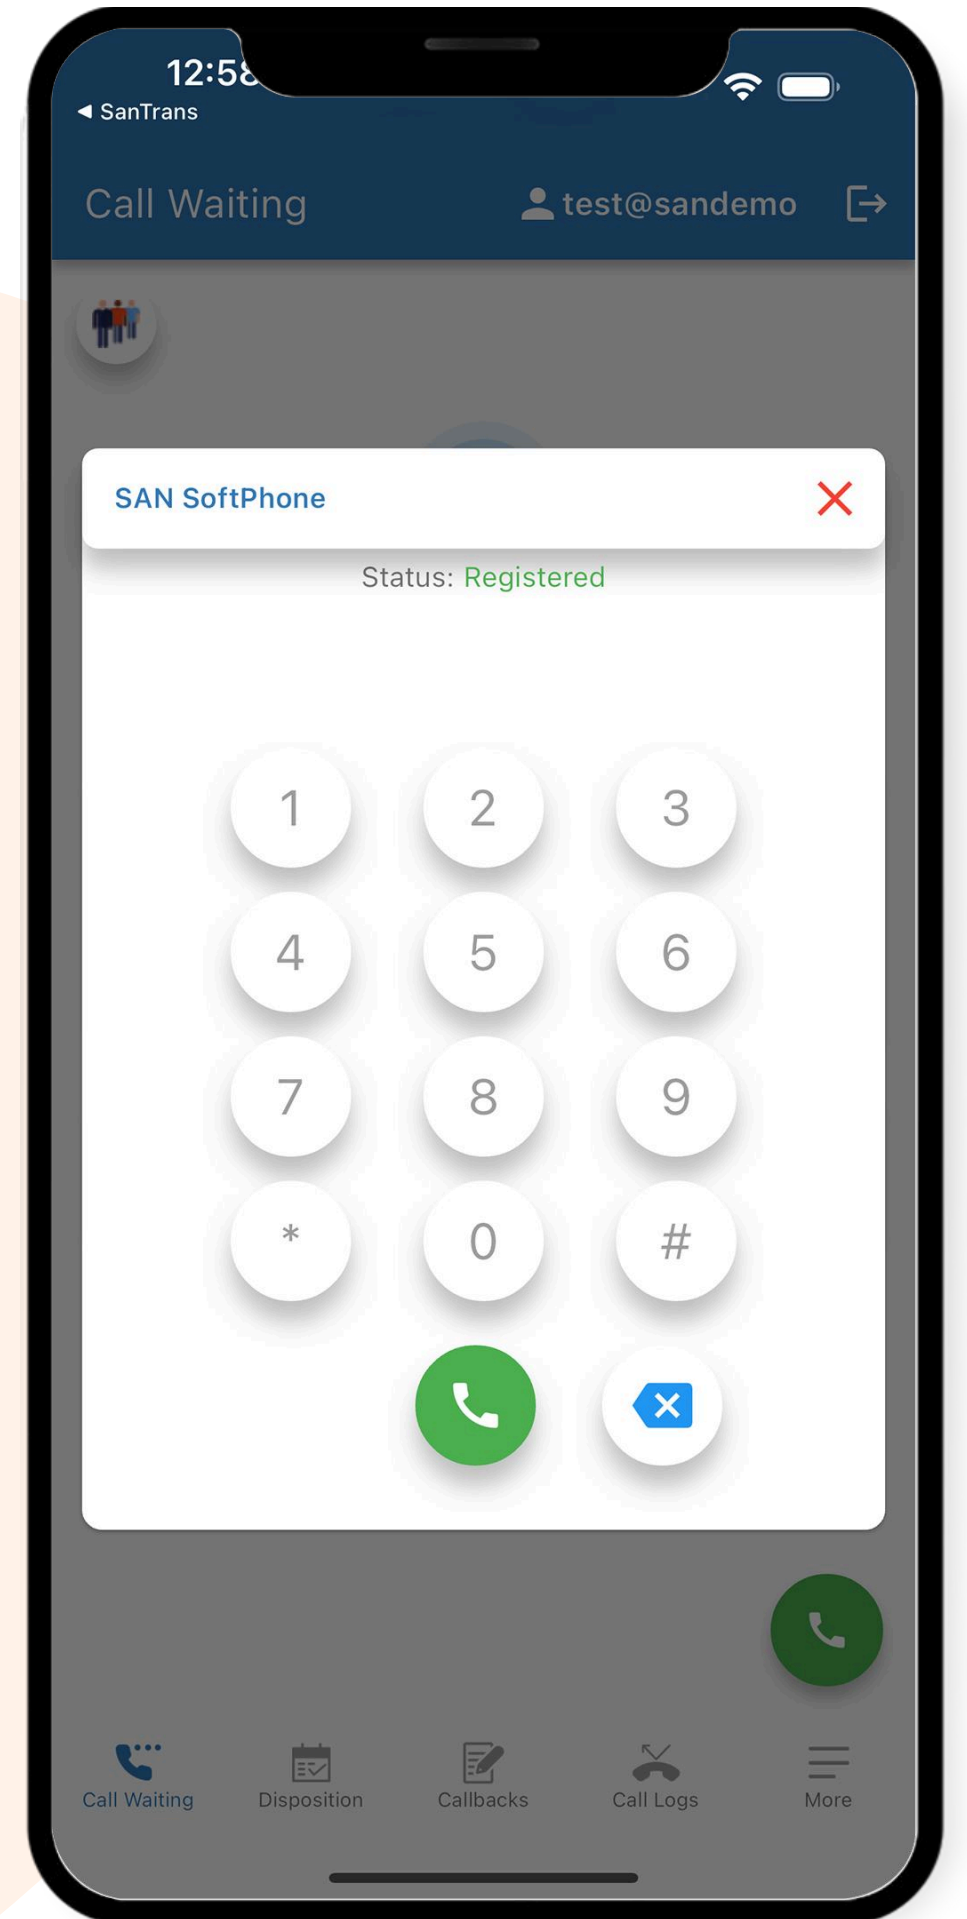 12:58
◀ SanTrans
Call Waiting test@sandemo
SAN SoftPhone
Status: Registered
1 2 3
4 5 6
7 8 9
* 0 #
Call Waiting Disposition Callbacks Call Logs More